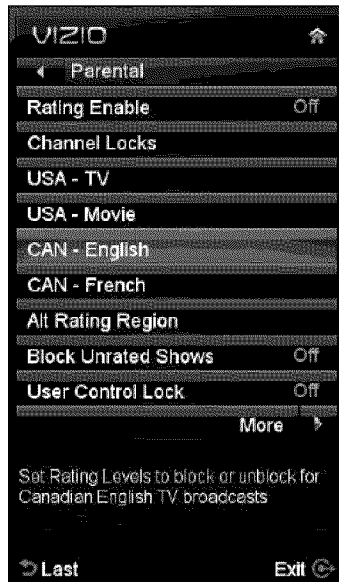 VIZIO
Parental
Rating Enable Off
Channel Locks
USA - TV
USA - Movie
CAN - English
CAN - French
Alt Rating Region
Block Unrated Shows Off
User Control Lock Off
More
Set Rating Levels to block or unblock for
Canadian English TV broadcasts
Last Exit